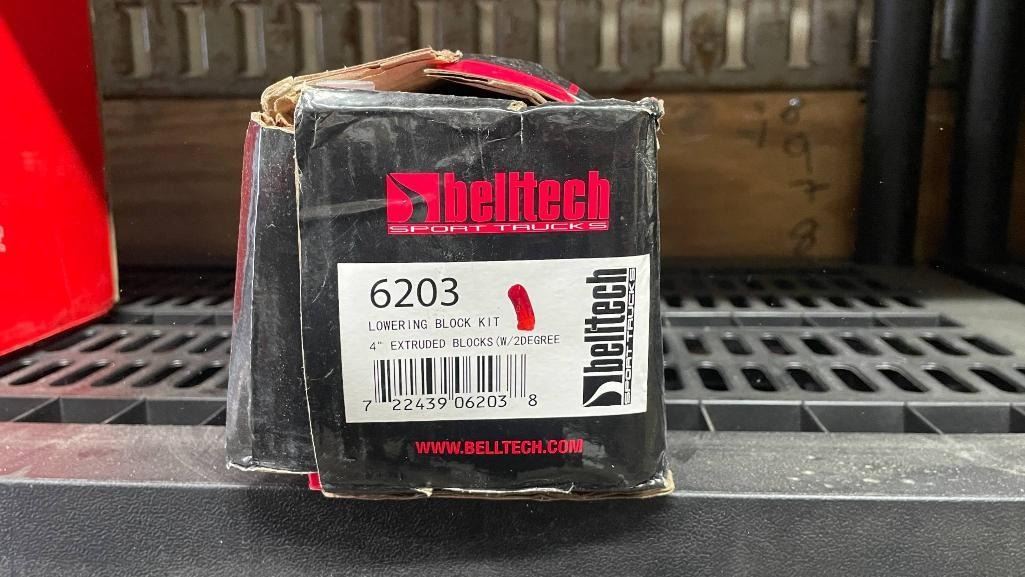 belltech
SPORT TRUCKS
6203
LOWERING BLOCK KIT
4" EXTRUDED BLOCKS(W/2DEGREE
7 22439 06203 8
belltech
SPORT TRUCKS
WWW.BELLTECH.COM